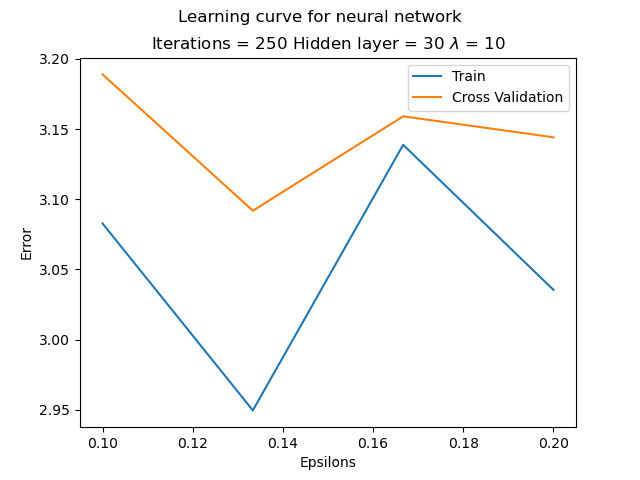 Learning curve for neural network
Iterations = 250 Hidden layer = 30 λ = 10
3.20
3.15
3.10
3.05
3.00
2.95
Error
Train
Cross Validation
0.10 0.12 0.14 0.16 0.18 0.20
Epsilons